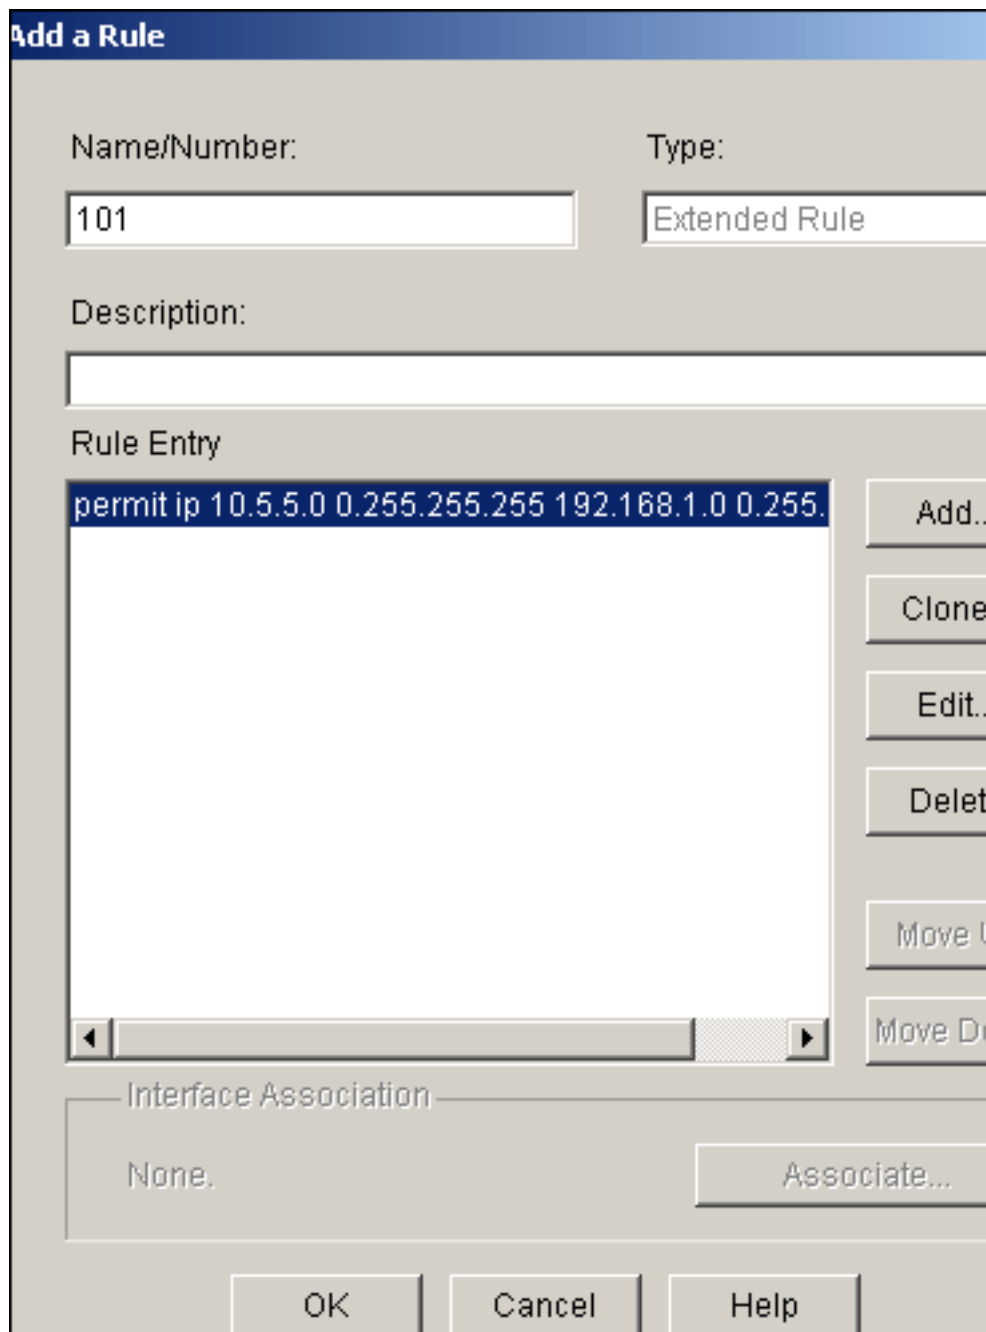 Add a Rule
Name/Number:
Type:
101
Extended Rule
Description:
Rule Entry
permit ip 10.5.5.0 0.255.255.255 192.168.1.0 0.255.
Add..
Clone
Edit..
Delet
Move U
Move Do
Interface Association
None.
Associate...
OK
Cancel
Help